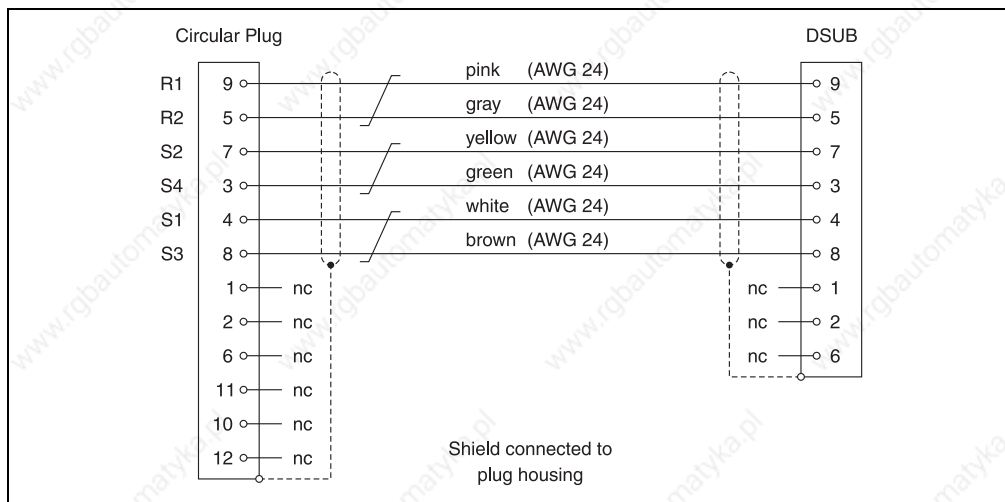 Circular Plug DSUB
R1 9 pink (AWG 24) 9
R2 5 gray (AWG 24) 5
S2 7 yellow (AWG 24) 7
S4 3 green (AWG 24) 3
S1 4 white (AWG 24) 4
S3 8 brown (AWG 24) 8
1 nc nc 1
2 nc nc 2
6 nc nc 6
11 nc
10 nc
12 nc
Shield connected to
plug housing
www.rgbautomatyka.pl